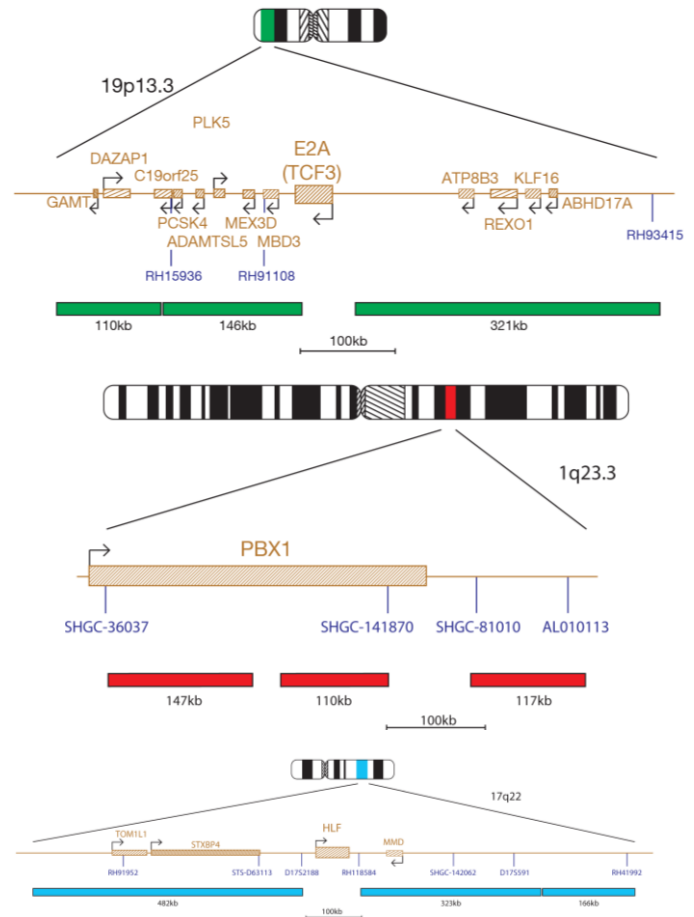 19p13.3
PLK5
DAZAP1
E2A
(TCF3)
C19orf25
ATP8B3 KLF16
GAMT
ABHD17A
PCSK4
MEX3D
REXO1
ADAMTSL5
MBD3
RH93415
RH15936
RH91108
110kb
146kb
321kb
100kb
1q23.3
PBX1
SHGC-36037
SHGC-141870
SHGC-81010
AL010113
147kb
110kb
117kb
100kb
17q22
TOM1L1
HLF
STXBP4
MMD
RH91952
STS-D63113
D1752188
RH118584
SHGC-142062
D175591
RH41992
482kb
323kb
166kb
100kb